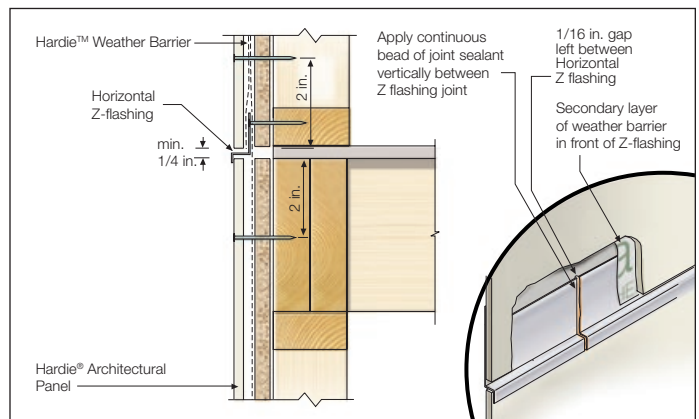 Hardie™ Weather Barrier
Horizontal
Z-flashing
min.
1/4 in.
2 in.
2 in.
Hardie® Architectural
Panel
Apply continuous
bead of joint sealant
vertically between
Z flashing joint
1/16 in. gap
left between
Horizontal
Z flashing
Secondary layer
of weather barrier
in front of Z-flashing
a
HE